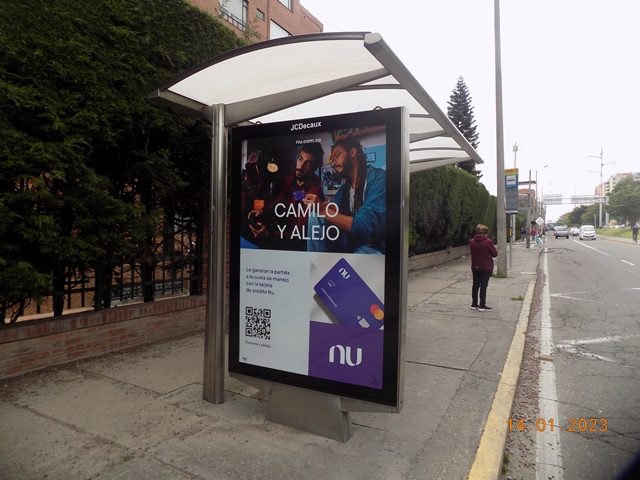 JCDecaux
nu.com.co
CAMILO
Y ALEJO
Le ganaron la partida
a la cuota de manejo
con la tarjeta
de crédito Nu.
nu
nu
14 01 2023